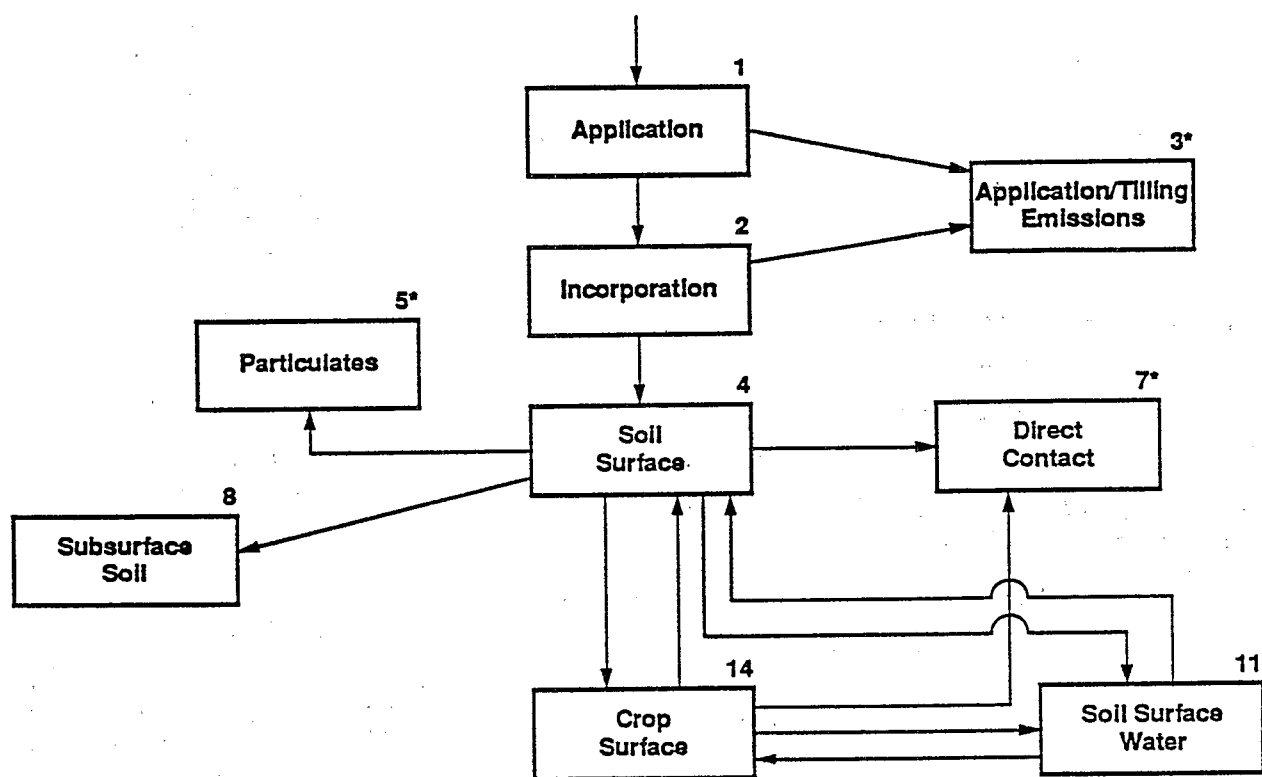 1
Application
3*
Application/Tilling
Emissions
2
Incorporation
5*
Particulates
4
Soil
Surface
7*
Direct
Contact
8
Subsurface
Soil
14
Crop
Surface
11
Soil Surface
Water